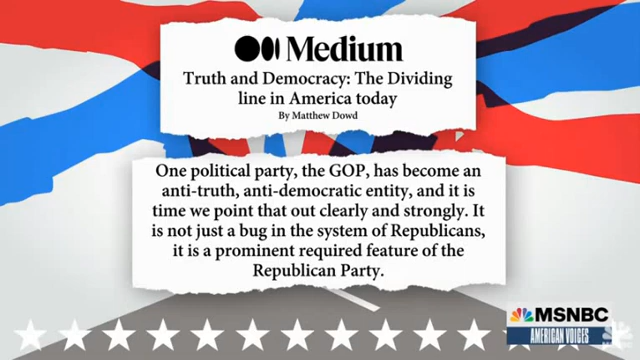 Medium
Truth and Democracy: The Dividing
line in America today
By Matthew Dowd
One political party, the GOP, has become an
anti-truth, anti-democratic entity, and it is
time we point that out clearly and strongly. It
is not just a bug in the system of Republicans,
it is a prominent required feature of the
Republican Party.
MSNBC
AMERICAN VOICES